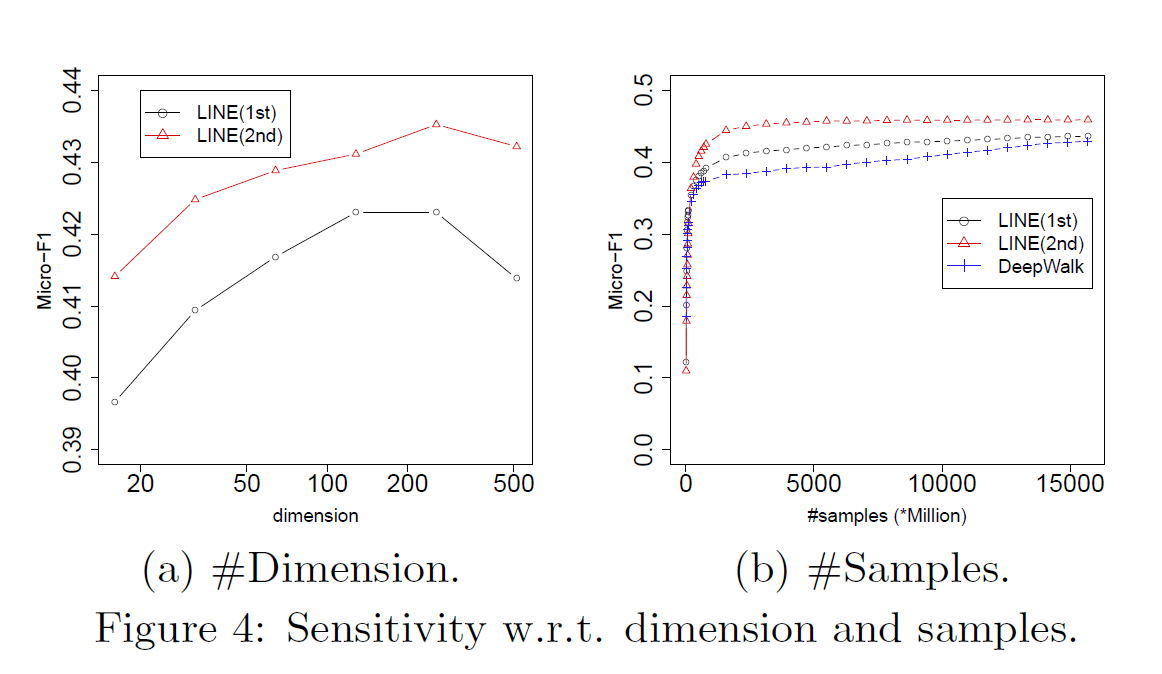 0.44
0.43
0.42
0.41
0.40
0.39
Micro−F1
LINE(1st)
LINE(2nd)
20 50 100 200 500
dimension
(a) #Dimension.
0.5
0.4
0.3
0.2
0.1
0.0
Micro−F1
LINE(1st)
LINE(2nd)
DeepWalk
0 5000 10000 15000
#samples (*Million)
(b) #Samples.
Figure 4: Sensitivity w.r.t. dimension and samples.